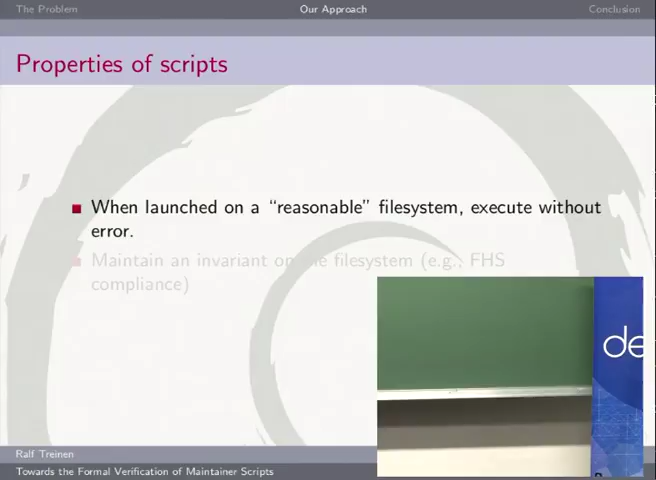 The Problem
Our Approach
Conclusion
Properties of scripts
When launched on a “reasonable” filesystem, execute without
error.
Maintain an invariant on the filesystem (e.g., FHS
compliance)
de
Ralf Treinen
Towards the Formal Verification of Maintainer Scripts